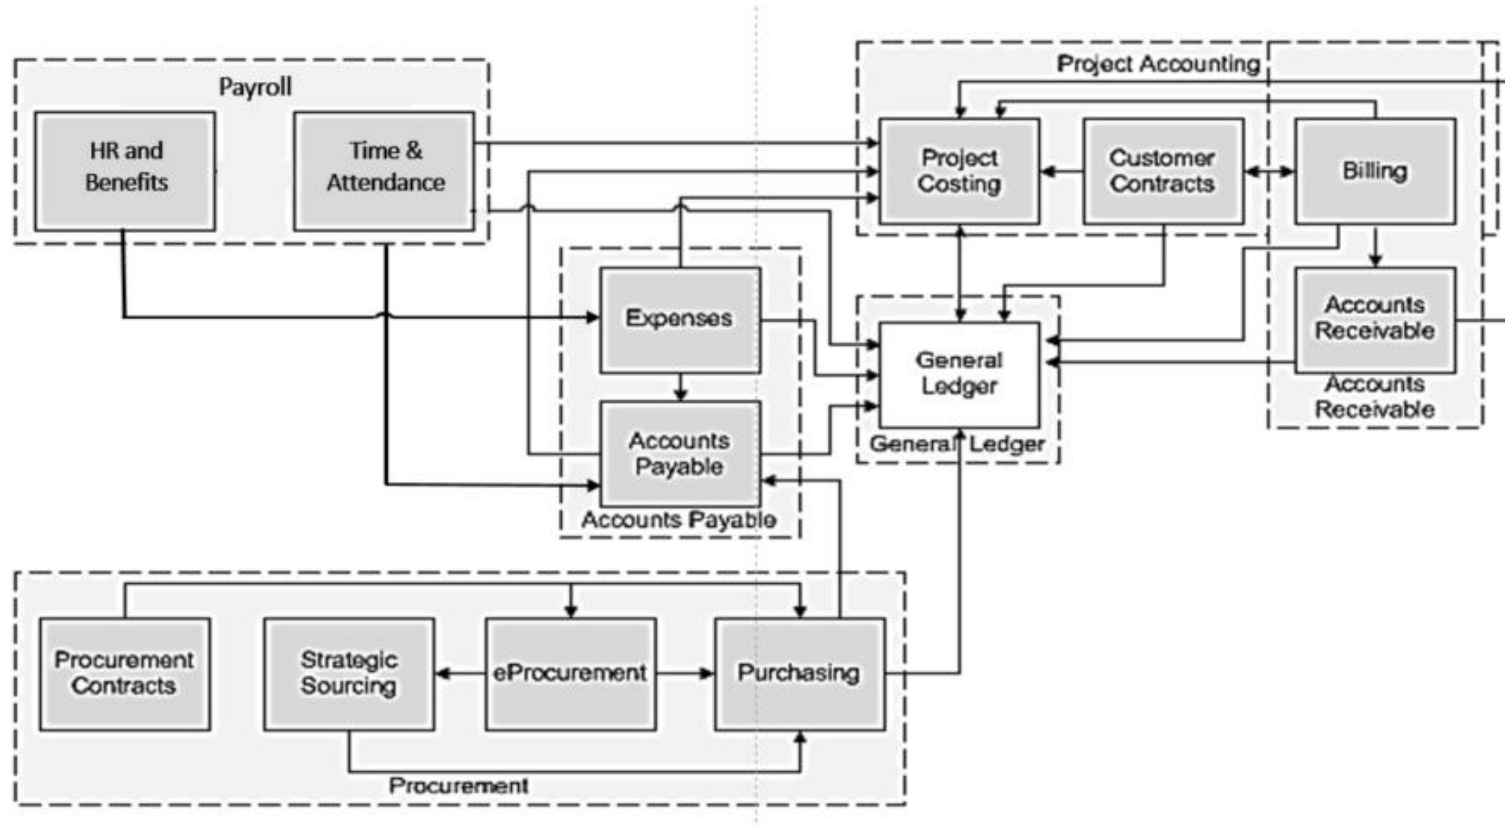 Payroll
HR and
Benefits
Time &
Attendance
Project Accounting
Project
Costing
Customer
Contracts
Billing
Expenses
Accounts
Payable
Accounts Payable
General
Ledger
General Ledger
Accounts
Receivable
Accounts
Receivable
Procurement
Contracts
Strategic
Sourcing
eProcurement
Purchasing
Procurement